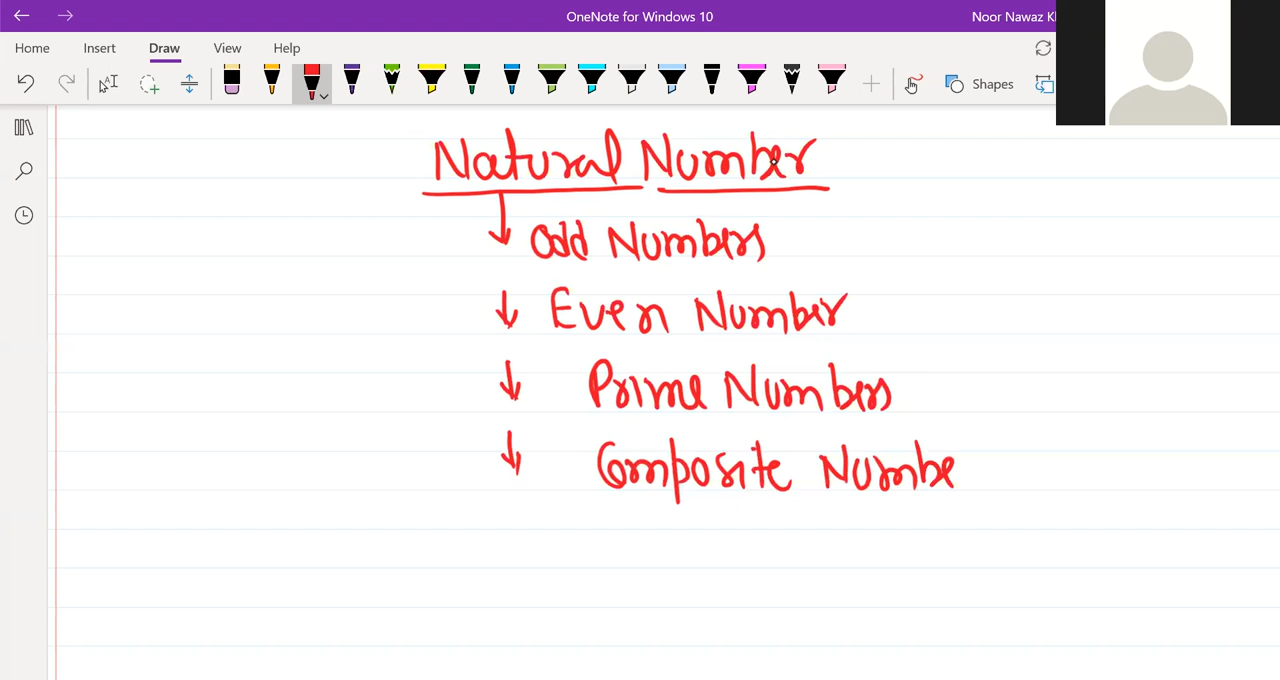 OneNote for Windows 10
Noor Nawaz Kh
Home Insert Draw View Help
Shapes
Natural Number
Odd Numbers
Even Number
Prime Numbers
Composite Numbe